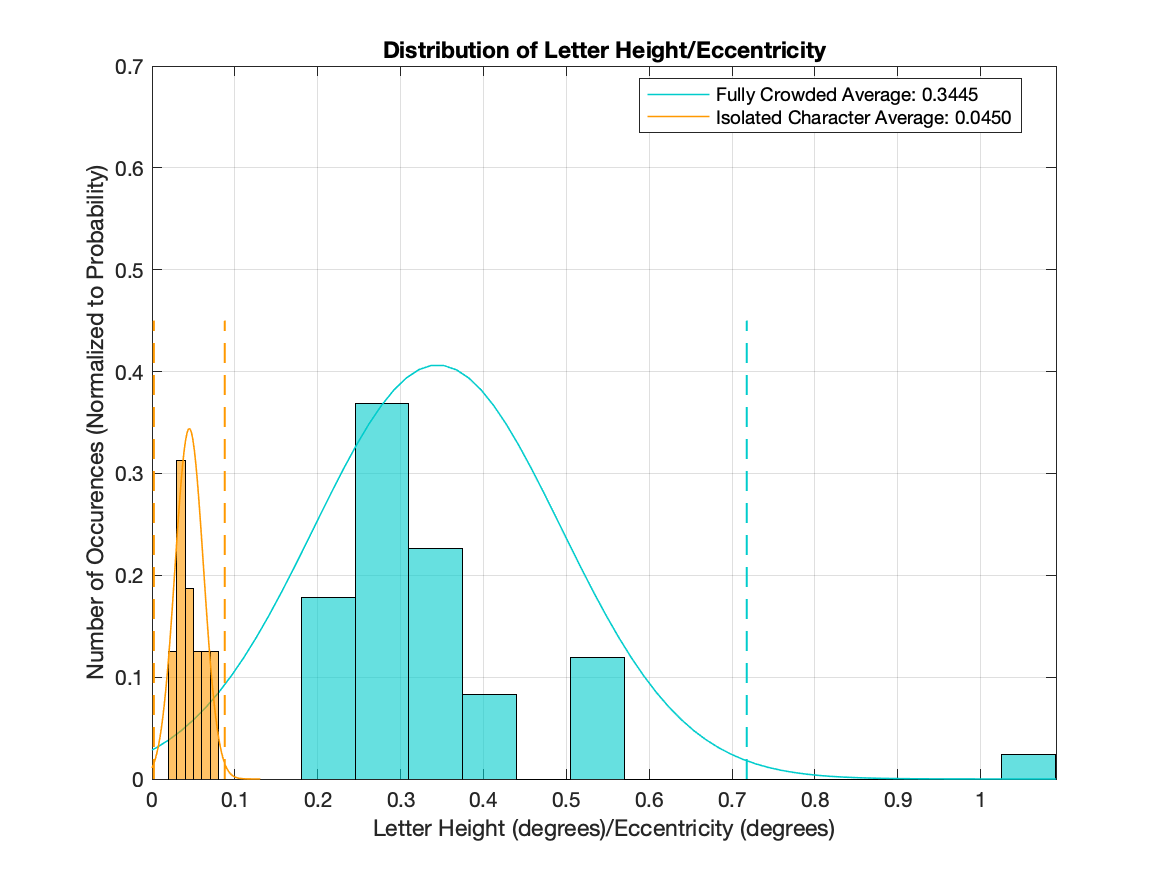 Distribution of Letter Height/Eccentricity
Fully Crowded Average: 0.3445
Isolated Character Average: 0.0450
Number of Occurences (Normalized to Probability)
0.7
0.6
0.5
0.4
0.3
0.2
0.1
0
0 0.1 0.2 0.3 0.4 0.5 0.6 0.7 0.8 0.9 1
Letter Height (degrees)/Eccentricity (degrees)